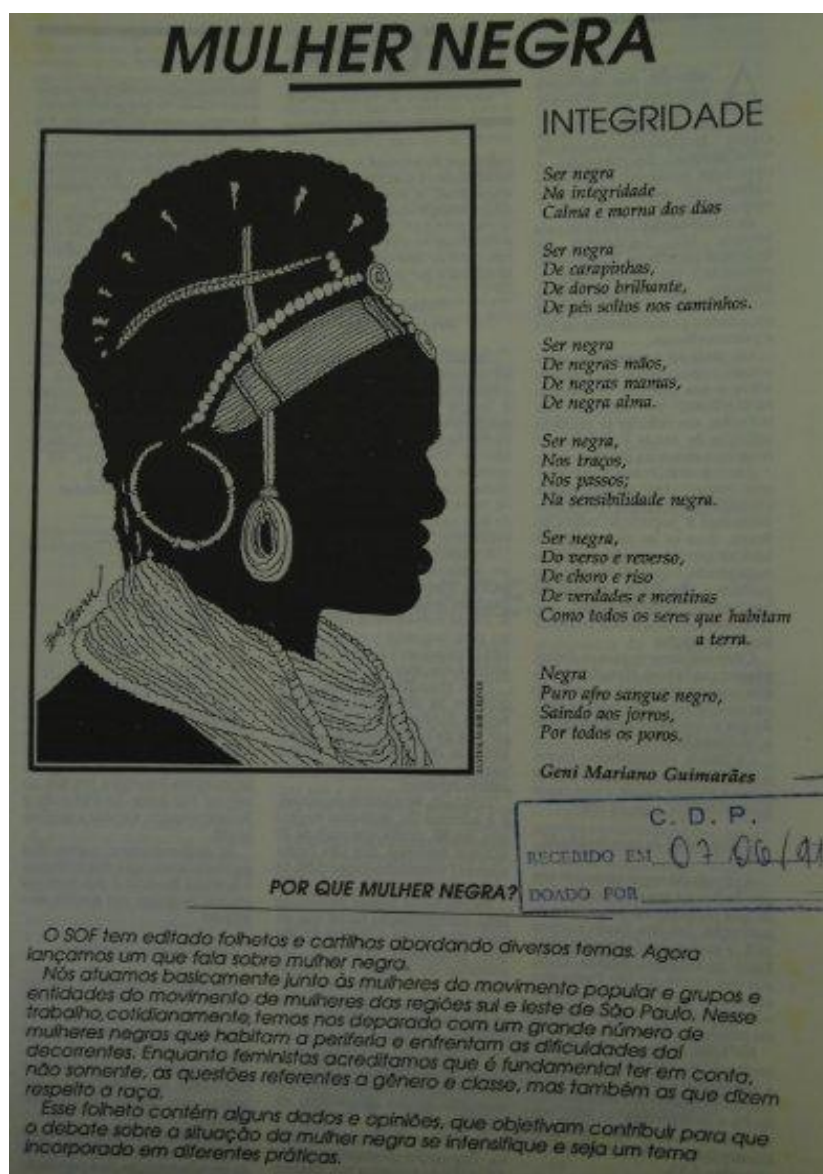 MULHER NEGRA
INTEGRIDADE
Ser negra
Na integridade
Calma e morna dos dias
Ser negra
De carapinhas,
De dorso brilhante,
De pés soltos nos caminhos.
Ser negra
De negras mãos,
De negras mamas,
De negra alma.
Ser negra,
Nos traços,
Nos passos;
Na sensibilidade negra.
Ser negra,
Do verso e reverso,
De choro e riso
De verdades e mentiras
Como todos os seres que habitam
a terra.
Negra
Puro afro sangue negro,
Saindo aos jorros,
Por todos os poros.
Geni Mariano Guimarães
C. D. P.
RECEBIDO EM 07 06/91
DOADO POR
POR QUE MULHER NEGRA?
O SOF tem editado folhetos e cartilhas abordando diversos temas. Agora
lançamos um que fala sobre mulher negra.
Nós atuamos basicamente junto às mulheres do movimento popular e grupos e
entidades do movimento de mulheres das regiões sul e leste de São Paulo. Nesse
trabalho, cotidianamente, temos nos deparado com um grande número de
mulheres negras que habitam a periferia e enfrentam as dificuldades daí
decorrentes. Enquanto feministas acreditamos que é fundamental ter em conta,
não somente, as questões referentes a gênero e classe, mas também as que dizem
respeito a raça.
Esse folheto contém alguns dados e opiniões, que objetivam contribuir para que
o debate sobre a situação da mulher negra se intensifique e seja um tema
incorporado em diferentes práticas.